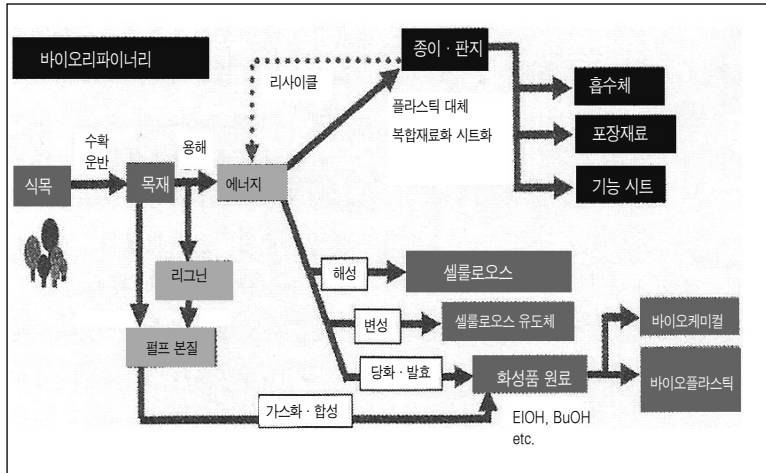 바이오리파이너리
종이 · 판지
리사이클
흡수체
플라스틱 대체
복합재료화 시트화
포장재료
수확
운반
용해
식목
목재
에너지
기능 시트
리그닌
해성
셀룰로오스
변성
셀룰로오스 유도체
바이오케미컬
펄프 본질
당화 · 발효
화성품 원료
바이오플라스틱
가스화 · 합성
EIOH, BuOH
etc.